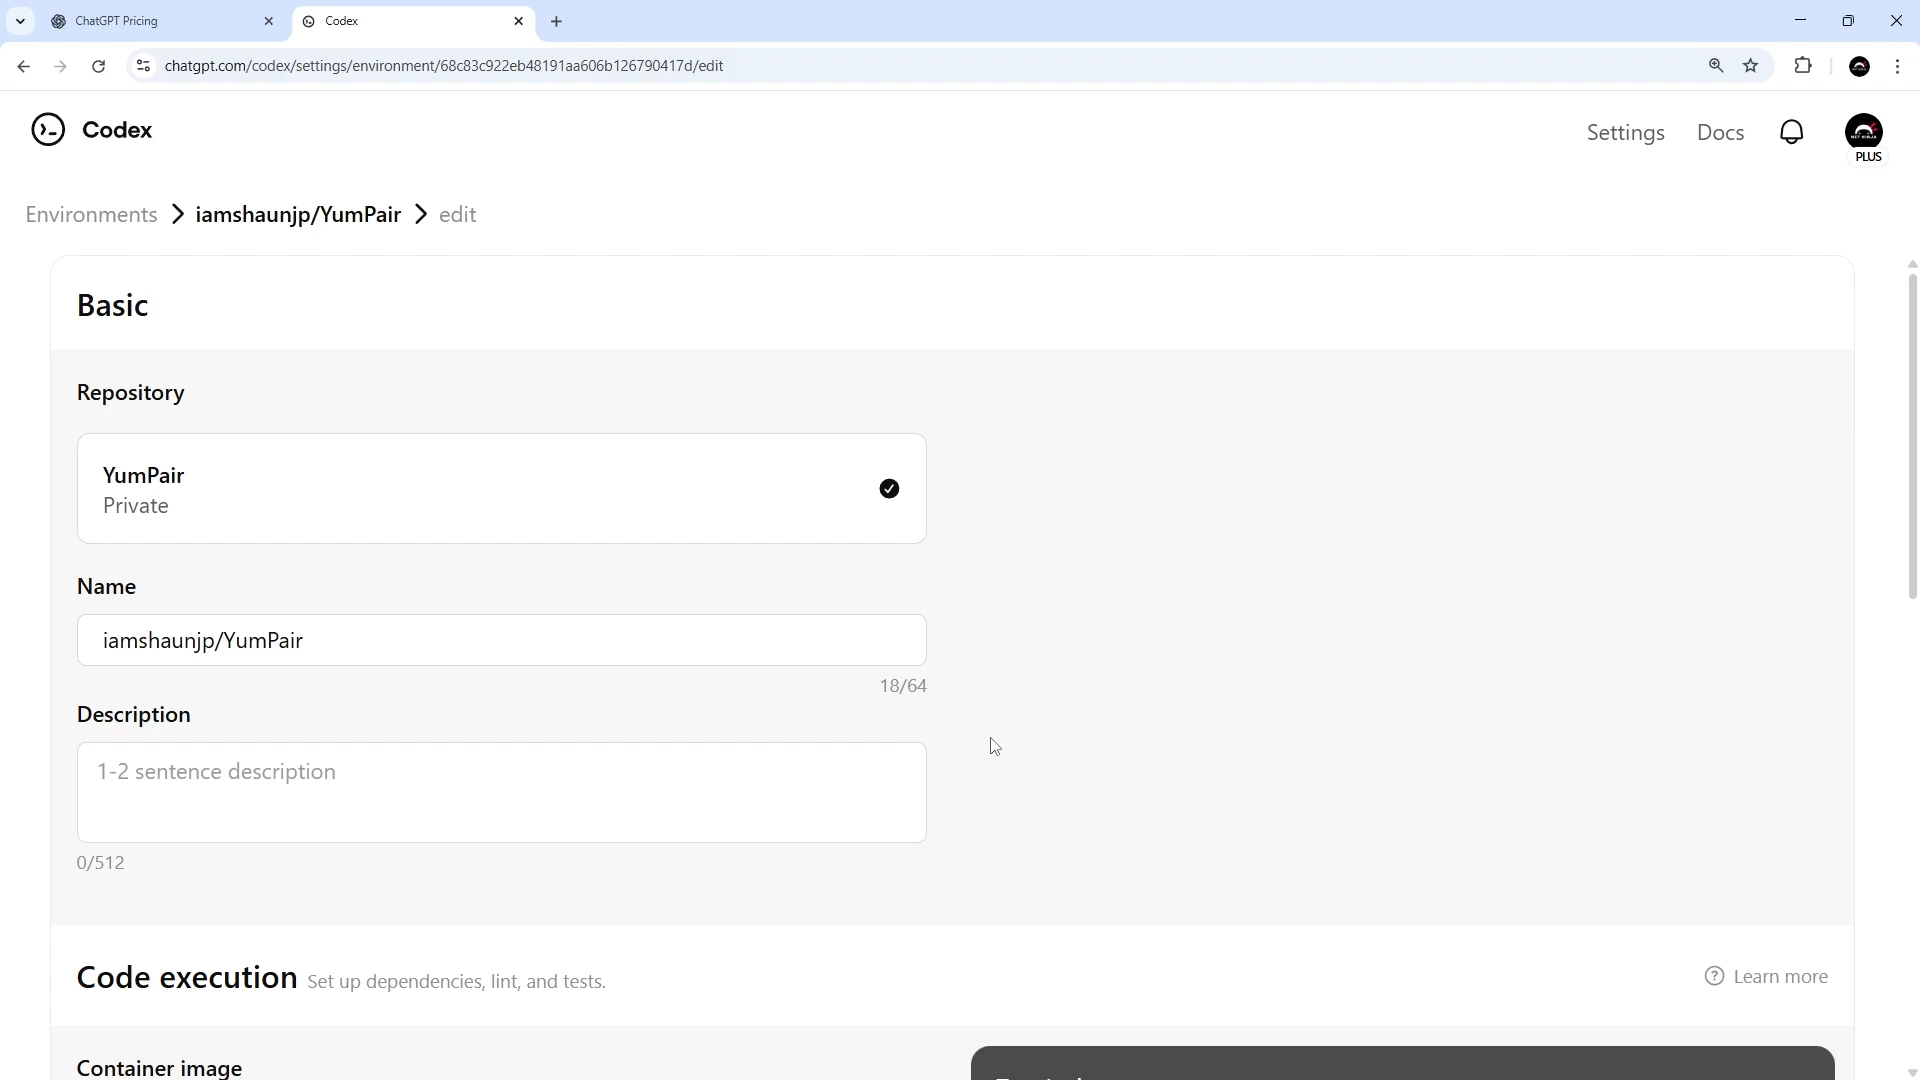 ChatGPT Pricing
Codex
chatgpt.com/codex/settings/environment/68c83c922eb48191aa606b126790417d/edit
Codex
Settings
Docs
PLUS
Environments
iamshaunjp/YumPair
edit
Basic
Repository
YumPair
Private
Name
iamshaunjp/YumPair
18/64
Description
1-2 sentence description
0/512
Code execution Set up dependencies, lint, and tests.
Learn more
Container image